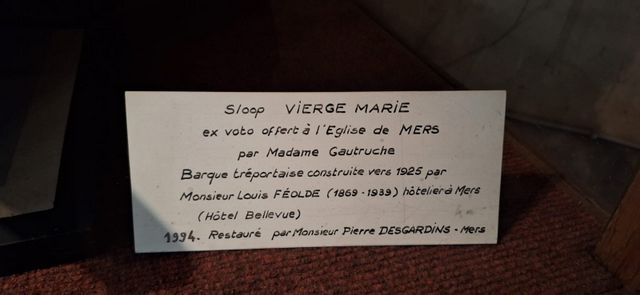 Sloop VIERGE MARIE
ex voto offert à l'Eglise de MERS
par Madame Gautruche
Barque tréportaise construite vers 1925 par
Monsieur Louis FÉOLDE (1869-1939) hôtelier à Mers
(Hôtel Bellevue)
1994. Restauré par Monsieur Pierre DESGARDINS - Mers